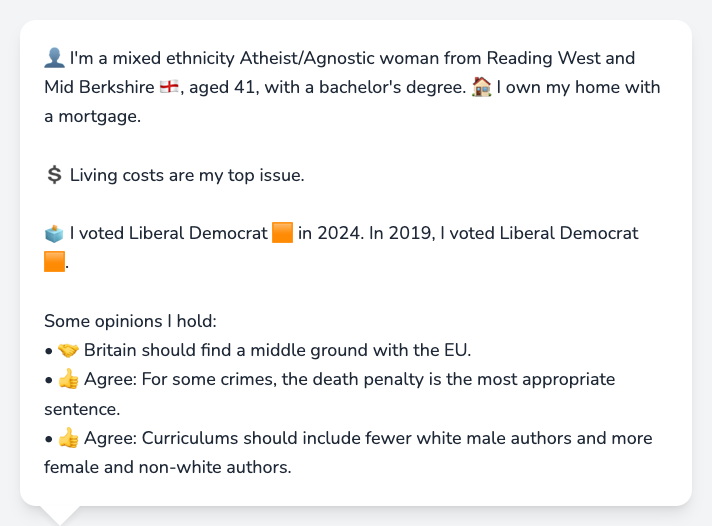 👤 I'm a mixed ethnicity Atheist/Agnostic woman from Reading West and
Mid Berkshire 🏴󠁧󠁢󠁥󠁮󠁧󠁿, aged 41, with a bachelor's degree. 🏠 I own my home with
a mortgage.
💲 Living costs are my top issue.
🗳️ I voted Liberal Democrat 🟧 in 2024. In 2019, I voted Liberal Democrat
🟧.
Some opinions I hold:
• 🤝 Britain should find a middle ground with the EU.
• 👍 Agree: For some crimes, the death penalty is the most appropriate
sentence.
• 👍 Agree: Curriculums should include fewer white male authors and more
female and non-white authors.